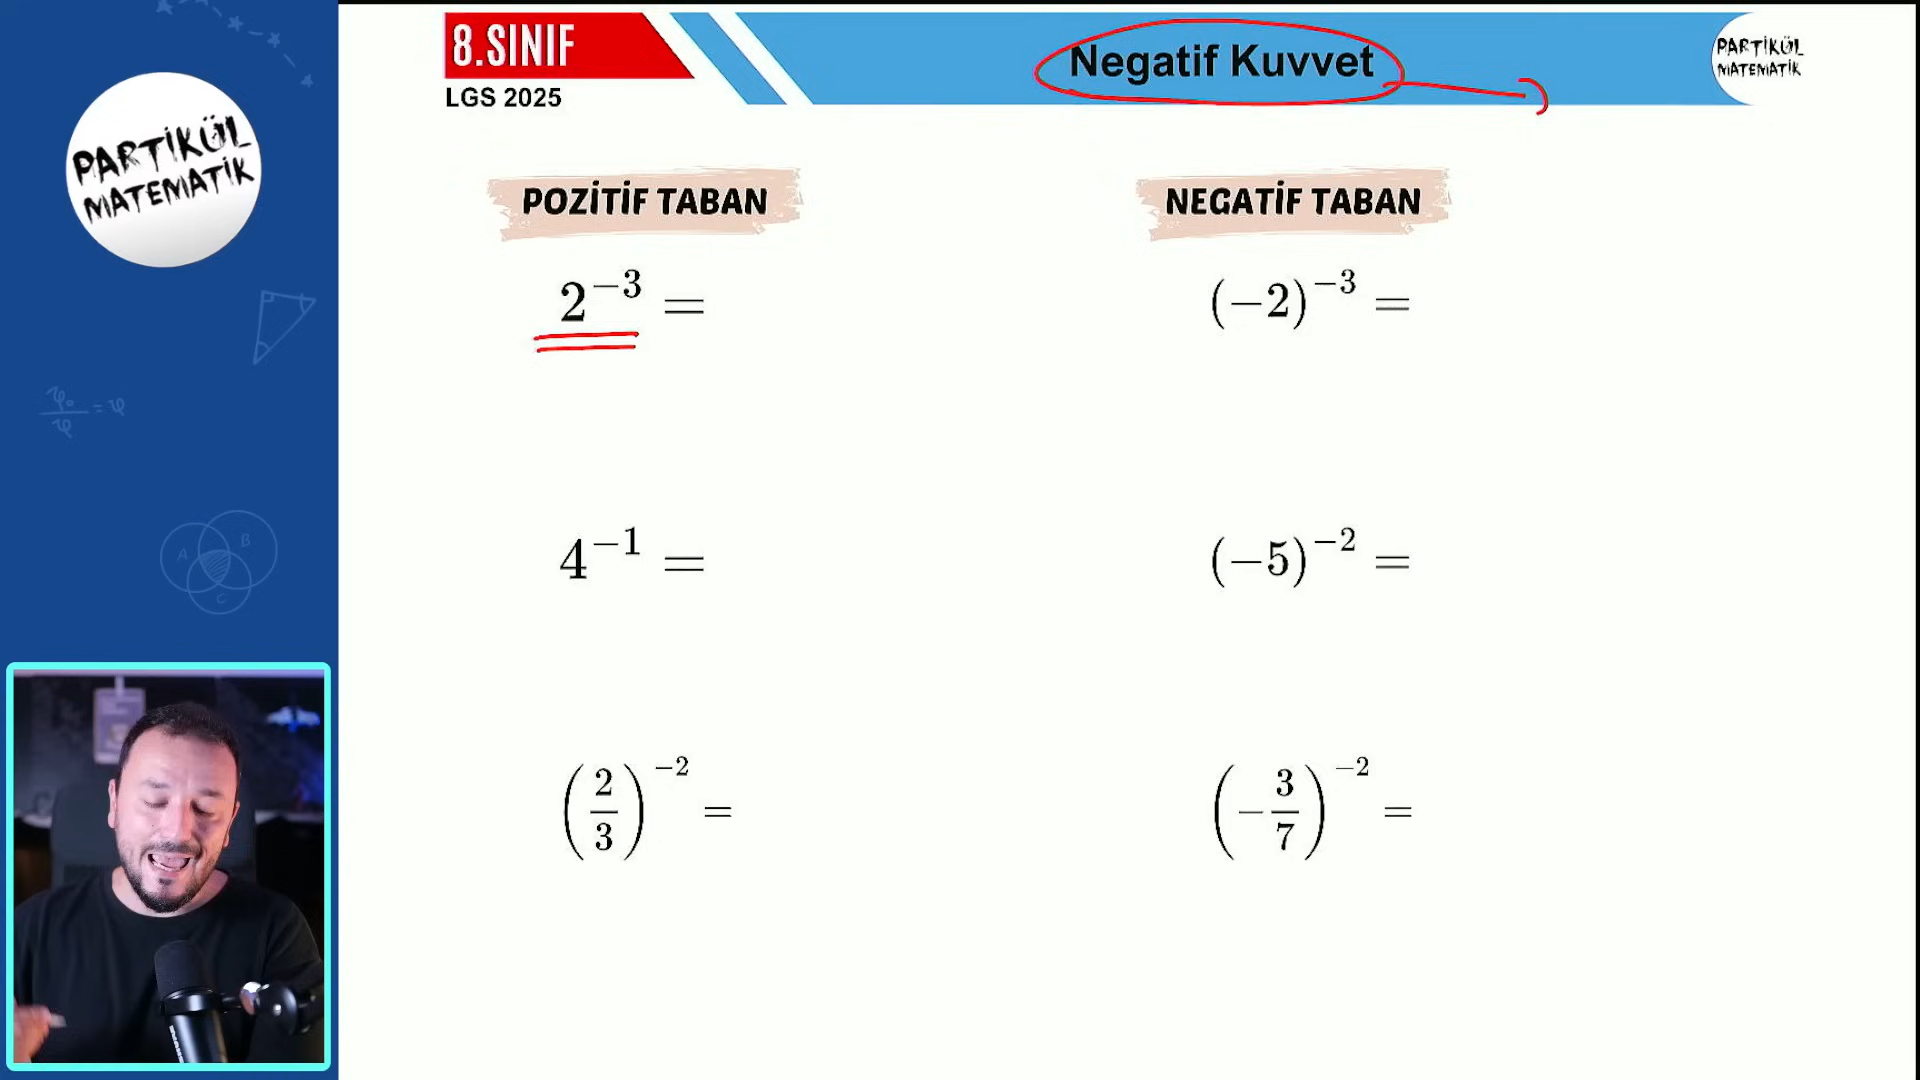 PARTİKÜL
MATEMATİK
8.SINIF
LGS 2025
Negatif Kuvvet
PARTİKÜL
MATEMATİK
POZİTİF TABAN
NEGATİF TABAN
2⁻³ =
(−2)⁻³ =
4⁻¹ =
(−5)⁻² =
(2/3)⁻² =
(−3/7)⁻² =
A
B
C